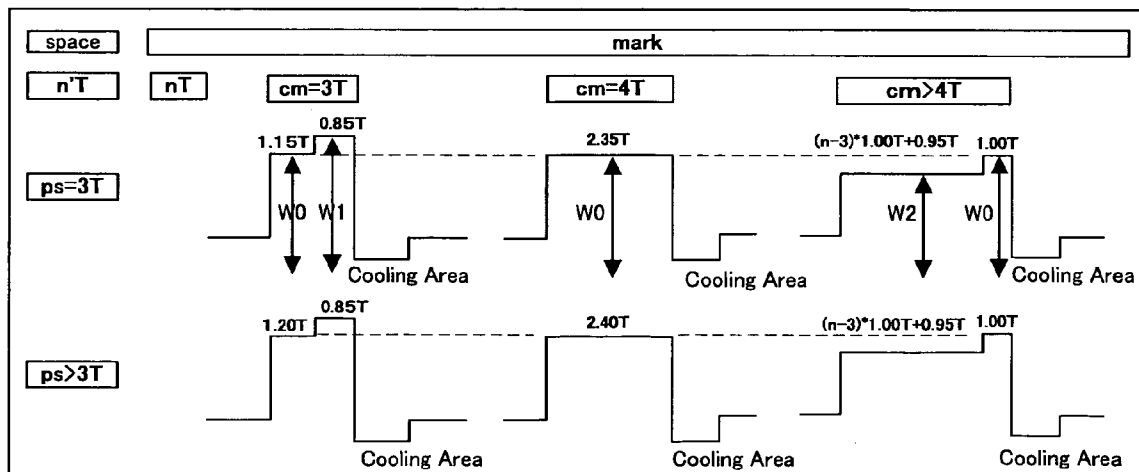 space mark
n'T nT cm=3T cm=4T cm>4T
0.85T
1.15T 2.35T (n-3)*1.00T+0.95T 1.00T
ps=3T
W0 W1 W0 W2 W0
Cooling Area Cooling Area Cooling Area
0.85T
1.20T 2.40T (n-3)*1.00T+0.95T 1.00T
ps>3T
Cooling Area Cooling Area Cooling Area